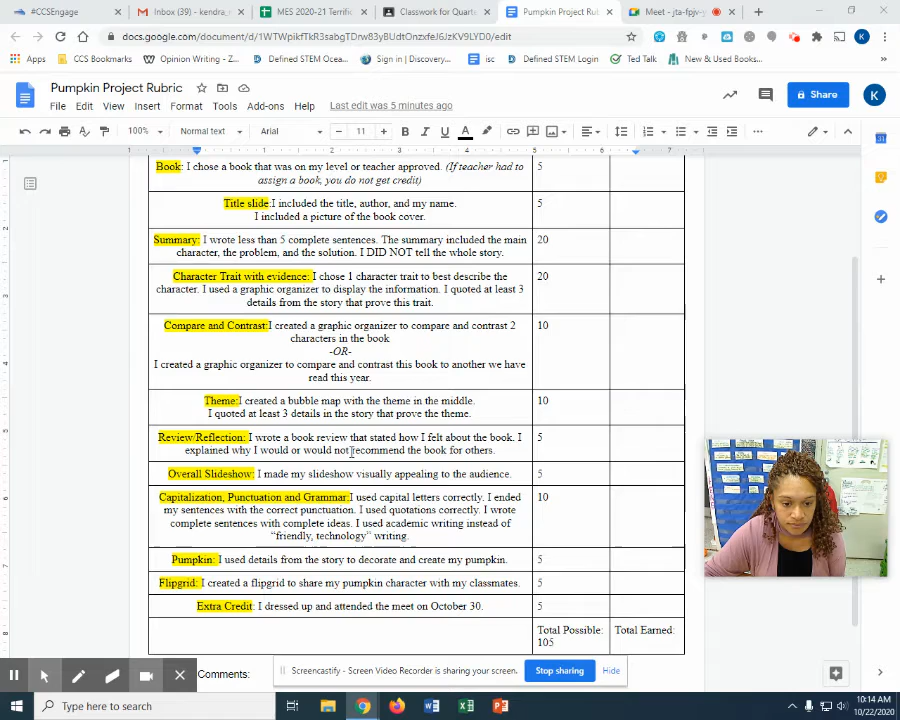 #CCSEngage
Inbox (39) - kendra_
MES 2020-21 Terrific
Classwork for Quarte
Pumpkin Project Rub
Meet - jta-fpjv-
docs.google.com/document/d/1WTWpikfTkR3sabgTDrw83yBUdtOnzxfeJ6JzKV9LYD0/edit
Apps
CCS Bookmarks
Opinion Writing - Z...
Defined STEM Ocea...
Sign in | Discovery...
isc
Defined STEM Login
Ted Talk
New & Used Books...
Pumpkin Project Rubric
File Edit View Insert Format Tools Add-ons Help Last edit was 5 minutes ago
Share
K
100% Normal text Arial 11 B I U A
Book: I chose a book that was on my level or teacher approved. (If teacher had to 5
assign a book, you do not get credit)
Title slide:I included the title, author, and my name. 5
I included a picture of the book cover.
Summary: I wrote less than 5 complete sentences. The summary included the main 20
character, the problem, and the solution. I DID NOT tell the whole story.
Character Trait with evidence: I chose 1 character trait to best describe the 20
character. I used a graphic organizer to display the information. I quoted at least 3
details from the story that prove this trait.
Compare and Contrast:I created a graphic organizer to compare and contrast 2 10
characters in the book
-OR-
I created a graphic organizer to compare and contrast this book to another we have
read this year.
Theme:I created a bubble map with the theme in the middle. 10
I quoted at least 3 details in the story that prove the theme.
Review/Reflection: I wrote a book review that stated how I felt about the book. I 5
explained why I would or would not recommend the book for others.
Overall Slideshow: I made my slideshow visually appealing to the audience. 5
Capitalization, Punctuation and Grammar:I used capital letters correctly. I ended 10
my sentences with the correct punctuation. I used quotations correctly. I wrote
complete sentences with complete ideas. I used academic writing instead of
“friendly, technology” writing.
Pumpkin: I used details from the story to decorate and create my pumpkin. 5
Flipgrid: I created a flipgrid to share my pumpkin character with my classmates. 5
Extra Credit: I dressed up and attended the meet on October 30. 5
Total Possible: Total Earned:
105
Comments:
Screencastify - Screen Video Recorder is sharing your screen. Stop sharing Hide
Type here to search
10:14 AM
10/22/2020